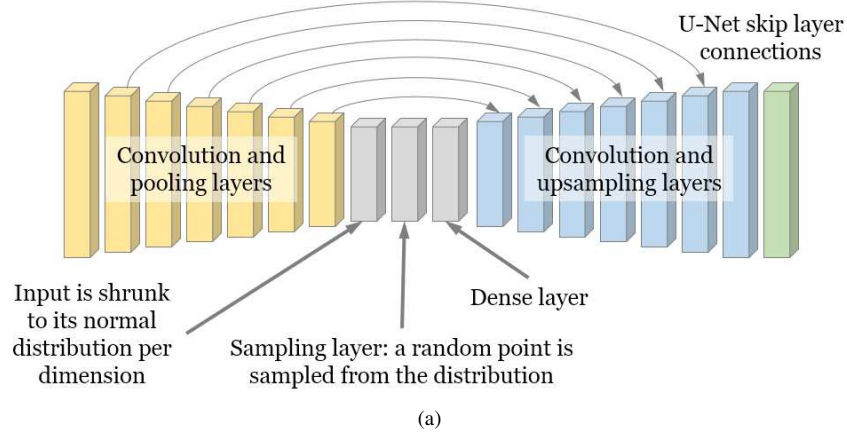 U-Net skip layer
connections
Convolution and
pooling layers
Convolution and
upsampling layers
Input is shrunk
to its normal
distribution per
dimension
Sampling layer: a random point is
sampled from the distribution
Dense layer
(a)